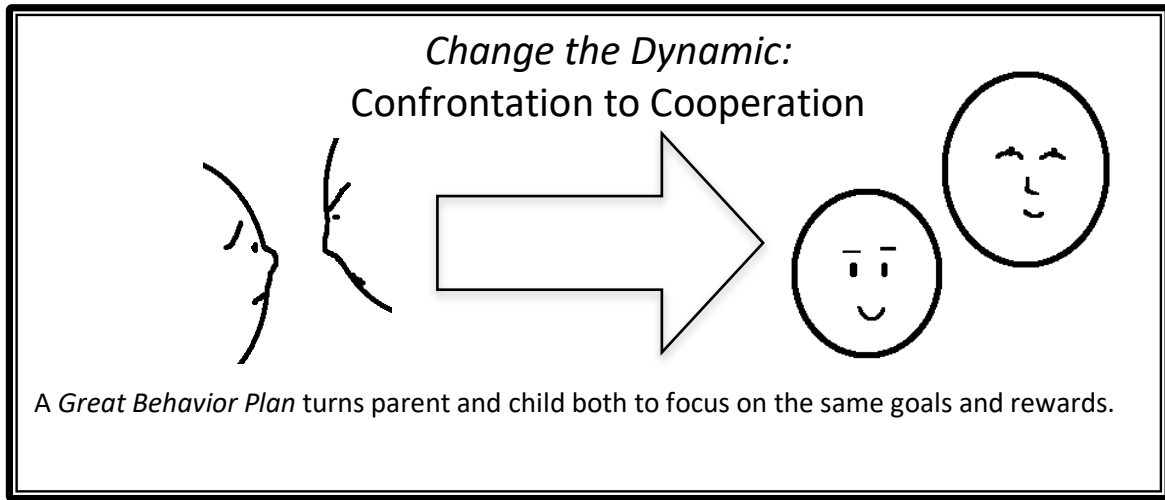 Change the Dynamic:
Confrontation to Cooperation
A Great Behavior Plan turns parent and child both to focus on the same goals and rewards.